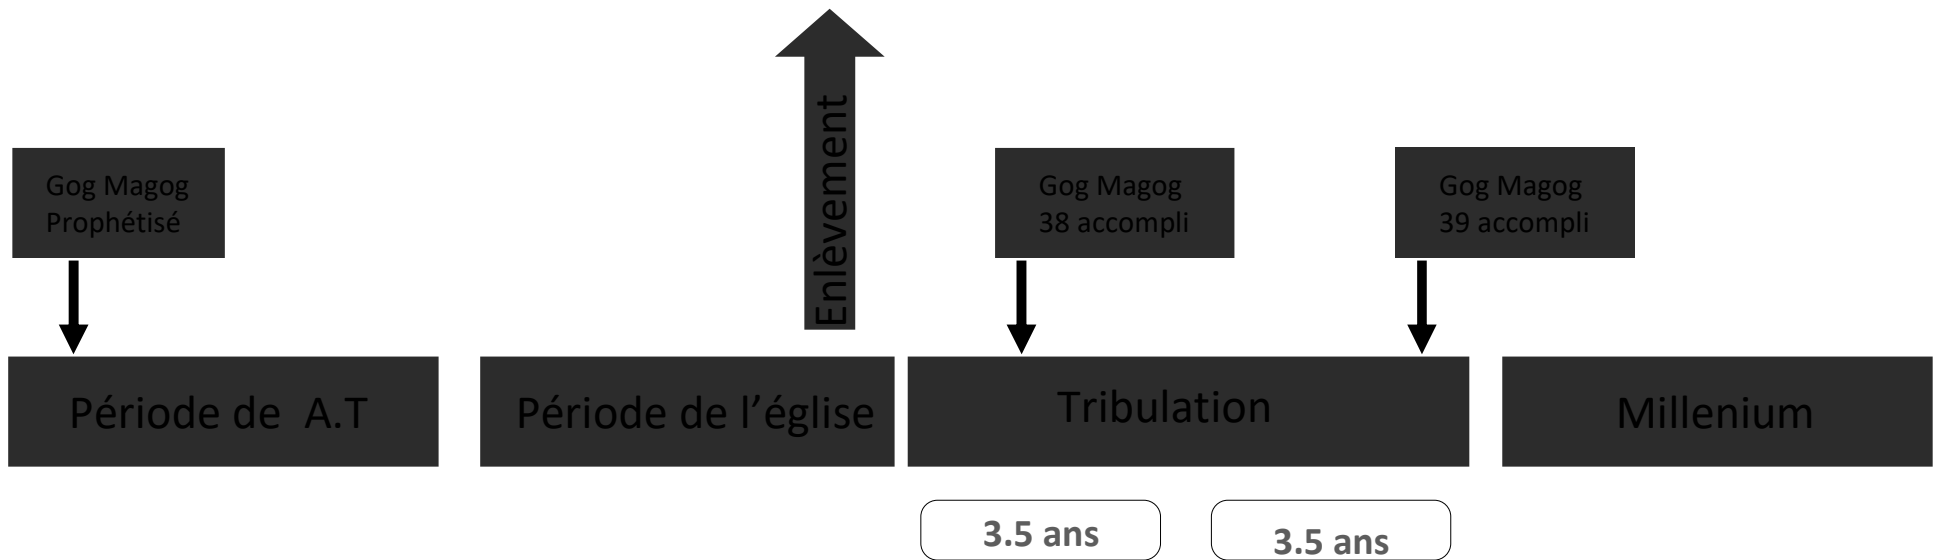 Enlèvement
Gog Magog
Prophétisé
Gog Magog
38 accompli
Gog Magog
39 accompli
Période de A.T
Période de l’église
Tribulation
Millenium
3.5 ans
3.5 ans